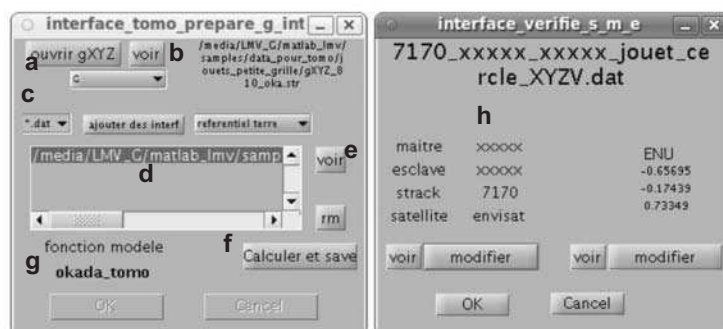 interface_tomo_prepare_g_int
a
ouvrir gXYZ
voir
b
/media/LMV_G/matlab_lmv/
samples/data_pour_tomo/j
ouets_petite_grille/gXYZ_8
10_oka.str
G
c
*.dat
ajouter des interf
referentiel terre
/media/LMV_G/matlab_lmv/samp
d
voir
e
rm
fonction modele
f
Calculer et save
g
okada_tomo
OK
Cancel
interface_verifie_s_m_e
7170_xxxxx_xxxxx_jouet_ce
rcle_XYZV.dat
h
maitre xxxxx
esclave xxxxx
strack 7170
satellite envisat
ENU
-0.65695
-0.17439
0.73349
voir modifier
voir modifier
OK
Cancel